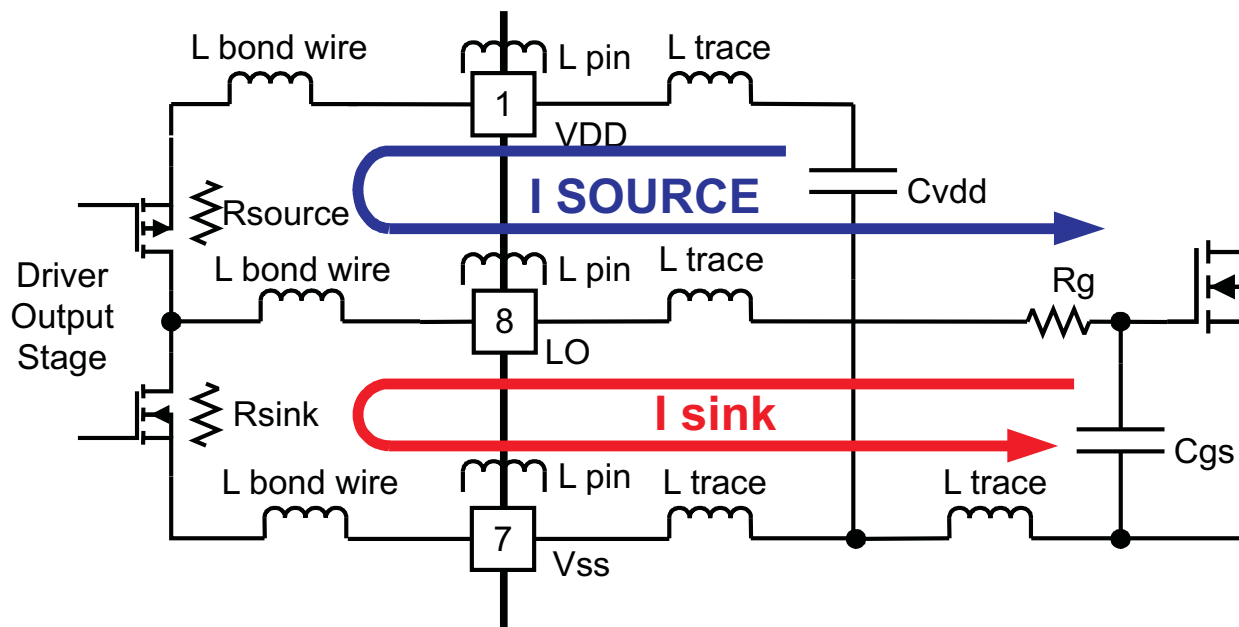 L bond wire
L pin
L trace
1
VDD
I SOURCE
Cvdd
Rsource
L bond wire
L pin
L trace
Rg
Driver
Output
Stage
8
LO
Rsink
I sink
Cgs
L bond wire
L pin
L trace
L trace
7
Vss